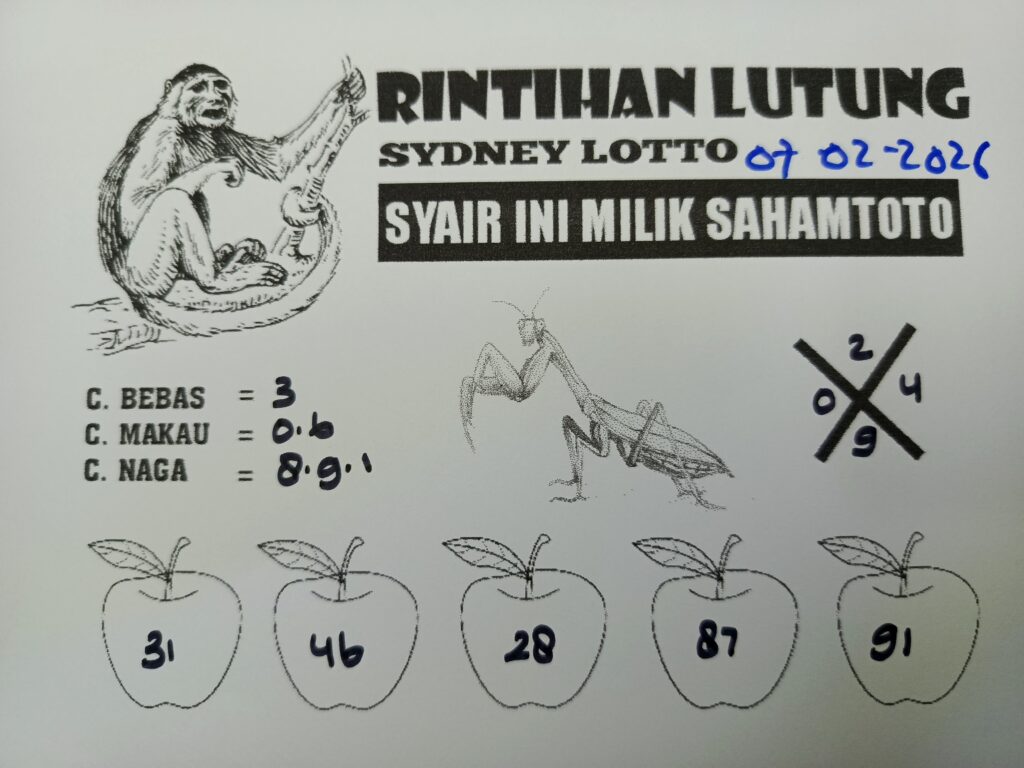 RINTIHAN LUTUNG
SYDNEY LOTTO 07 02-2026
SYAIR INI MILIK SAHAMTOTO
C. BEBAS = 3
C. MAKAU = 0.6
C. NAGA = 8.9.1
2
0 4
9
31 46 28 87 91